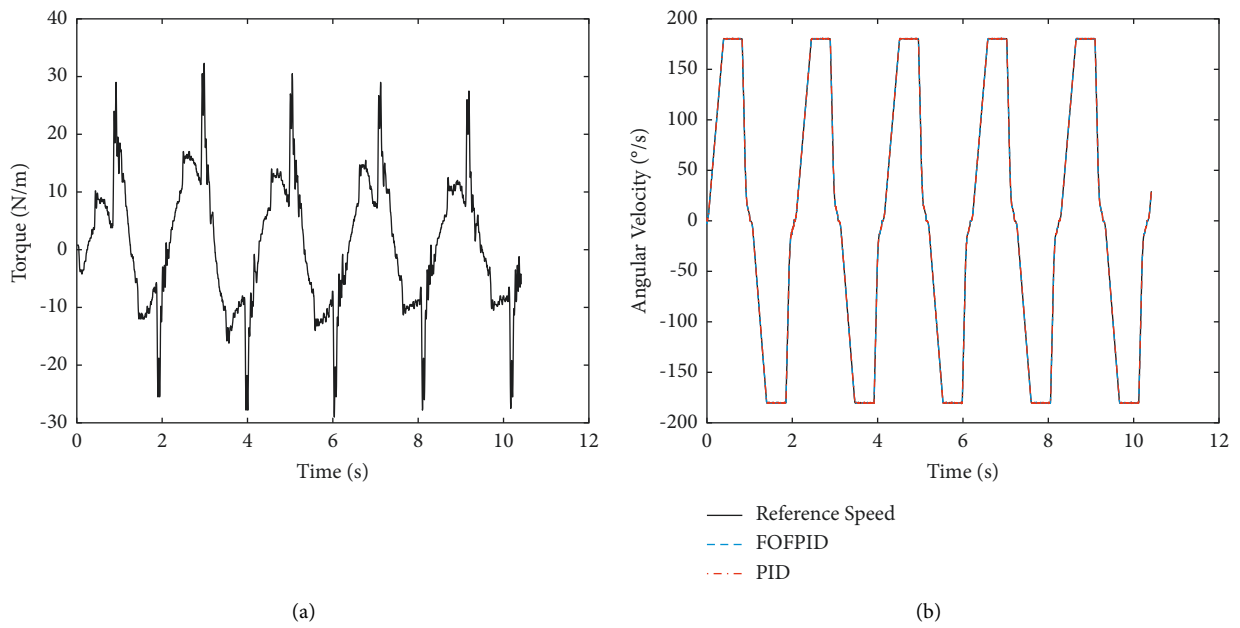 40
30
20
10
0
-10
-20
-30
Torque (N/m)
0 2 4 6 8 10 12
Time (s)
(a)
200
150
100
50
0
-50
-100
-150
-200
Angular Velocity (°/s)
0 2 4 6 8 10 12
Time (s)
Reference Speed
FOFPID
PID
(b)